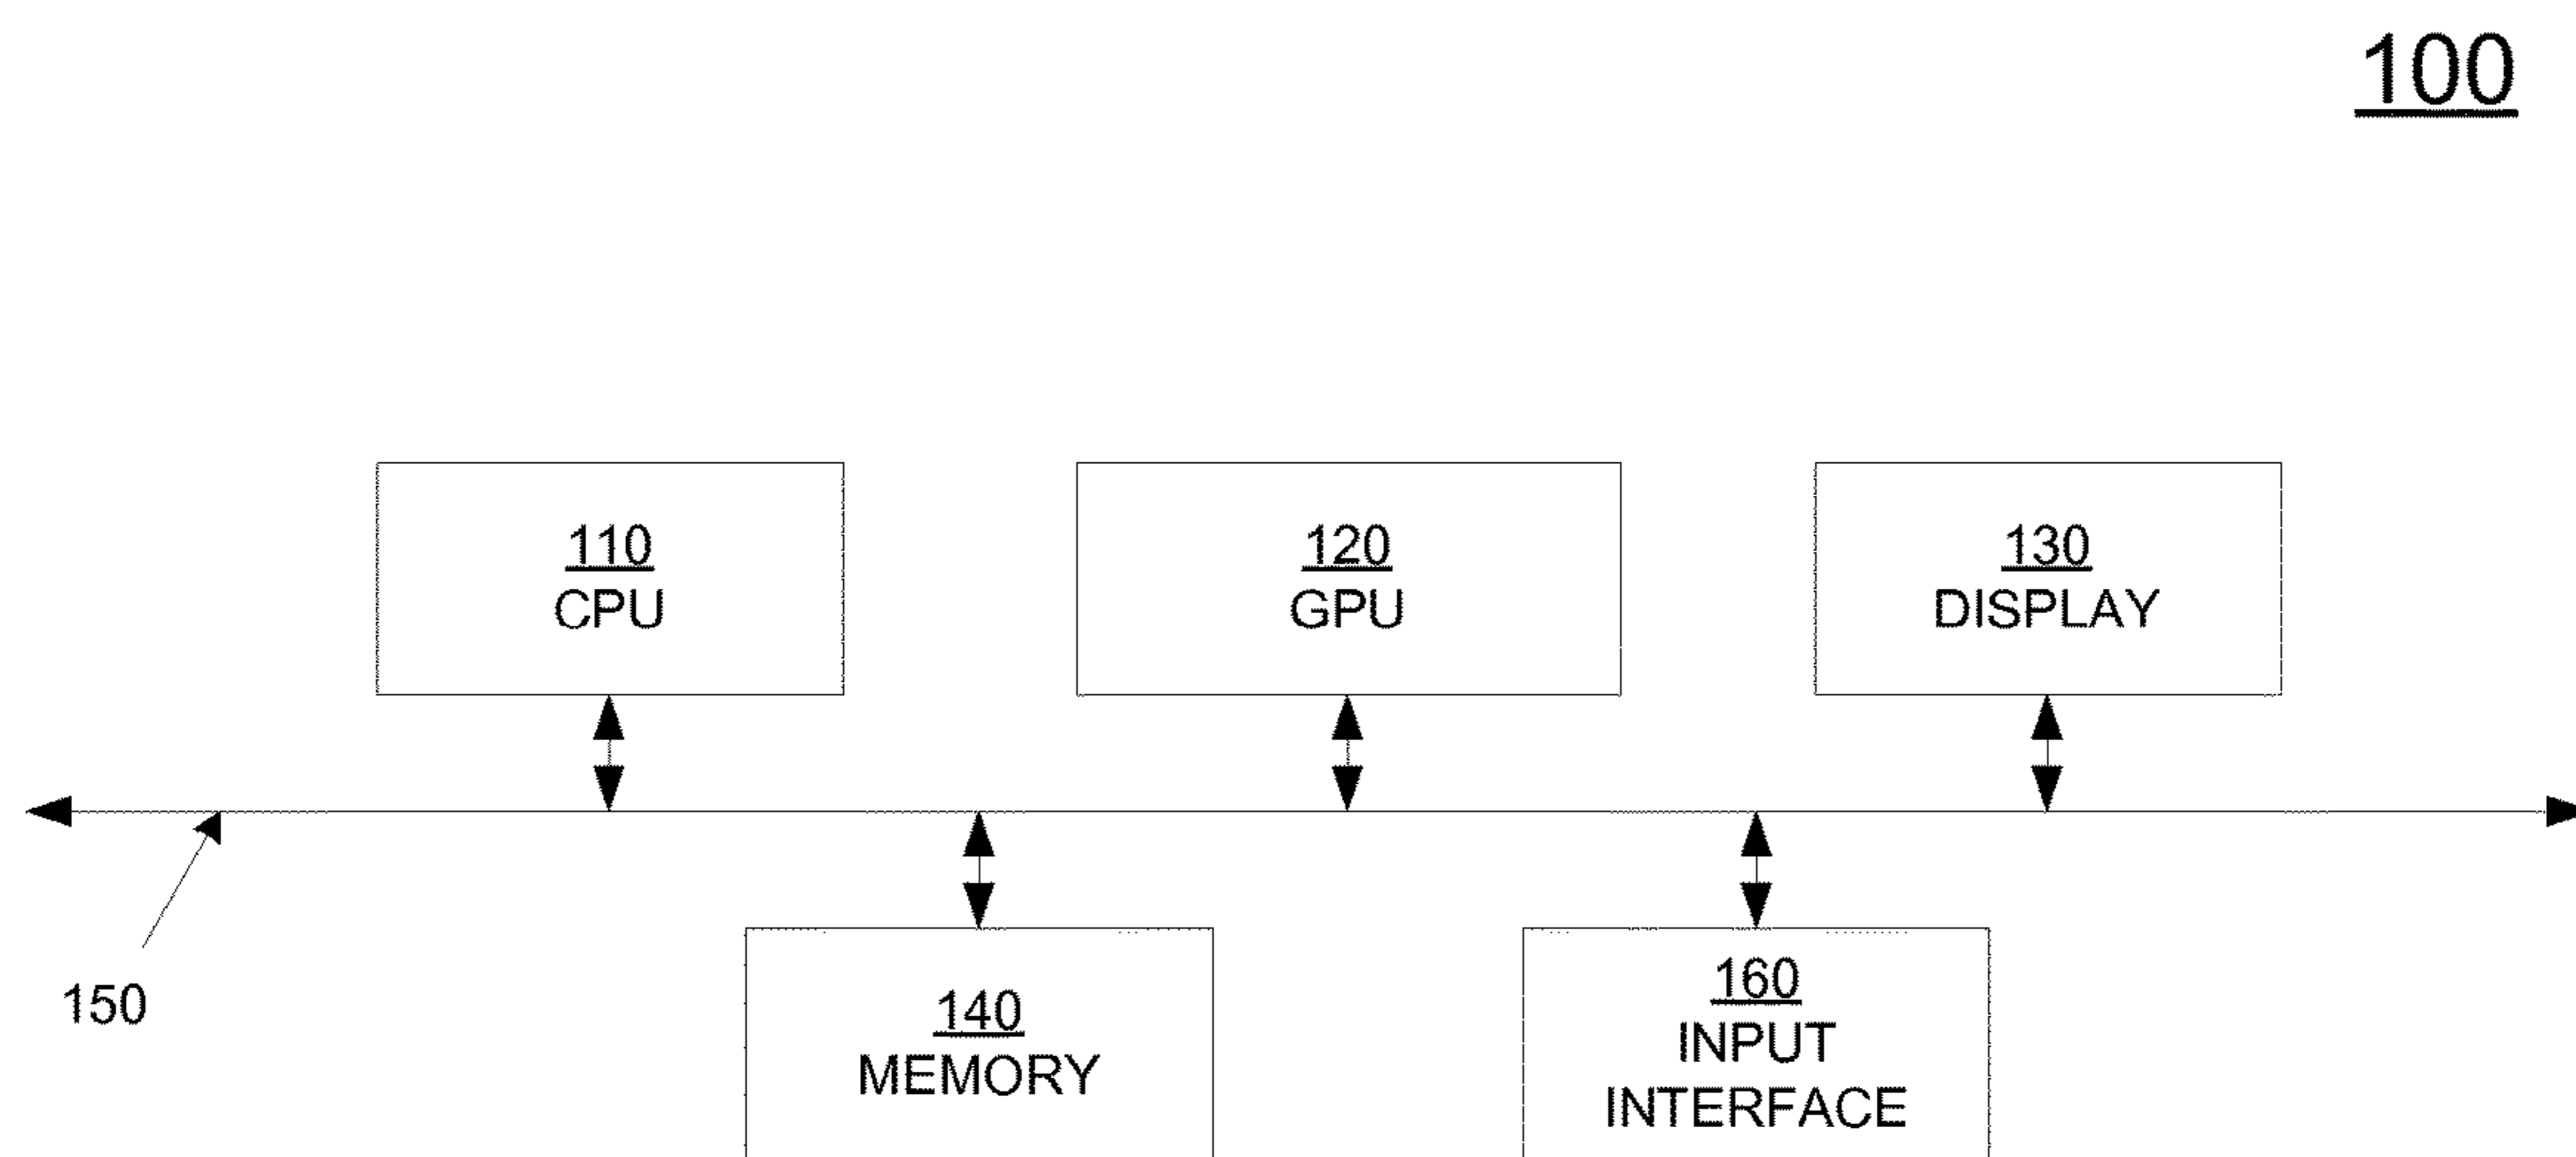 100
110
CPU
120
GPU
130
DISPLAY
150
140
MEMORY
160
INPUT
INTERFACE